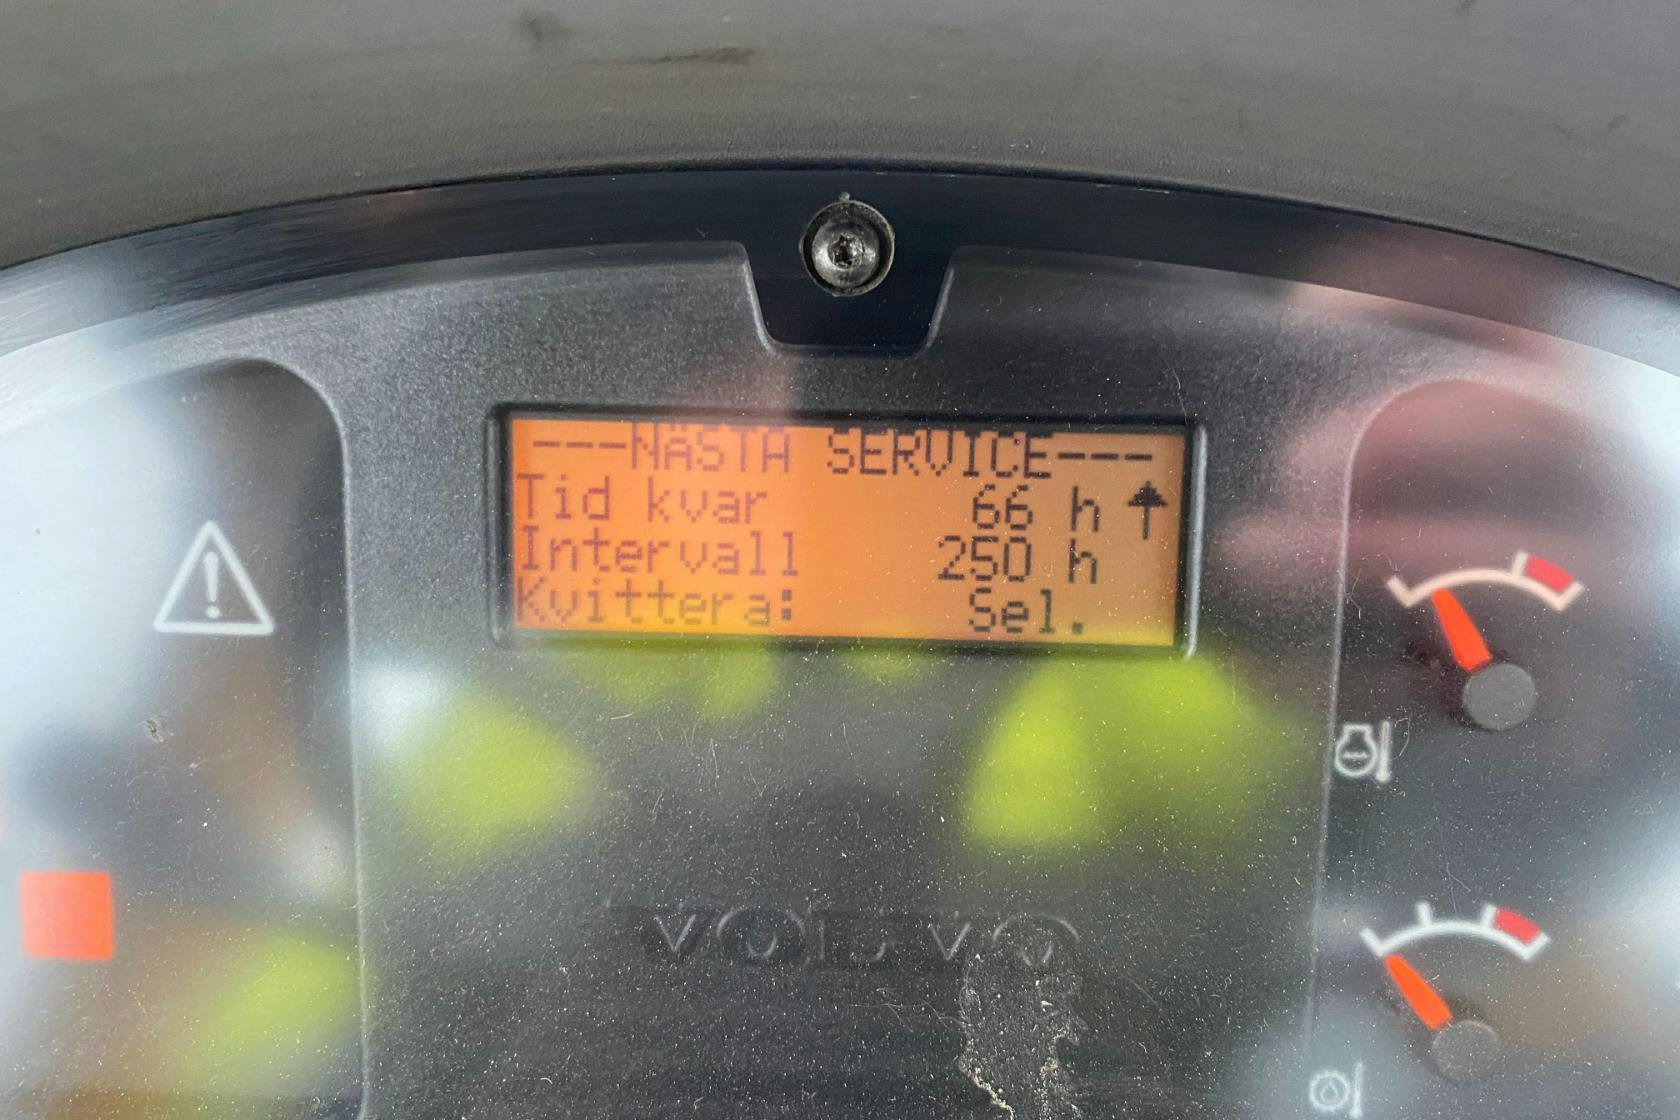 ---NÄSTA SERVICE---
Tid kvar 66 h ↑
Intervall 250 h
Kvittera: Sel.
VOLVO